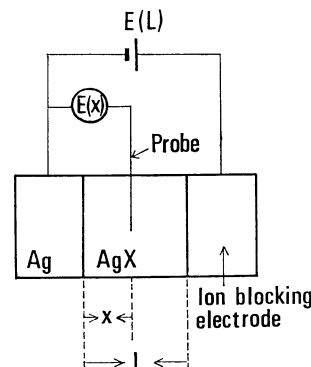 E(L)
E(x)
Probe
Ag
AgX
Ion blocking
electrode
x
L